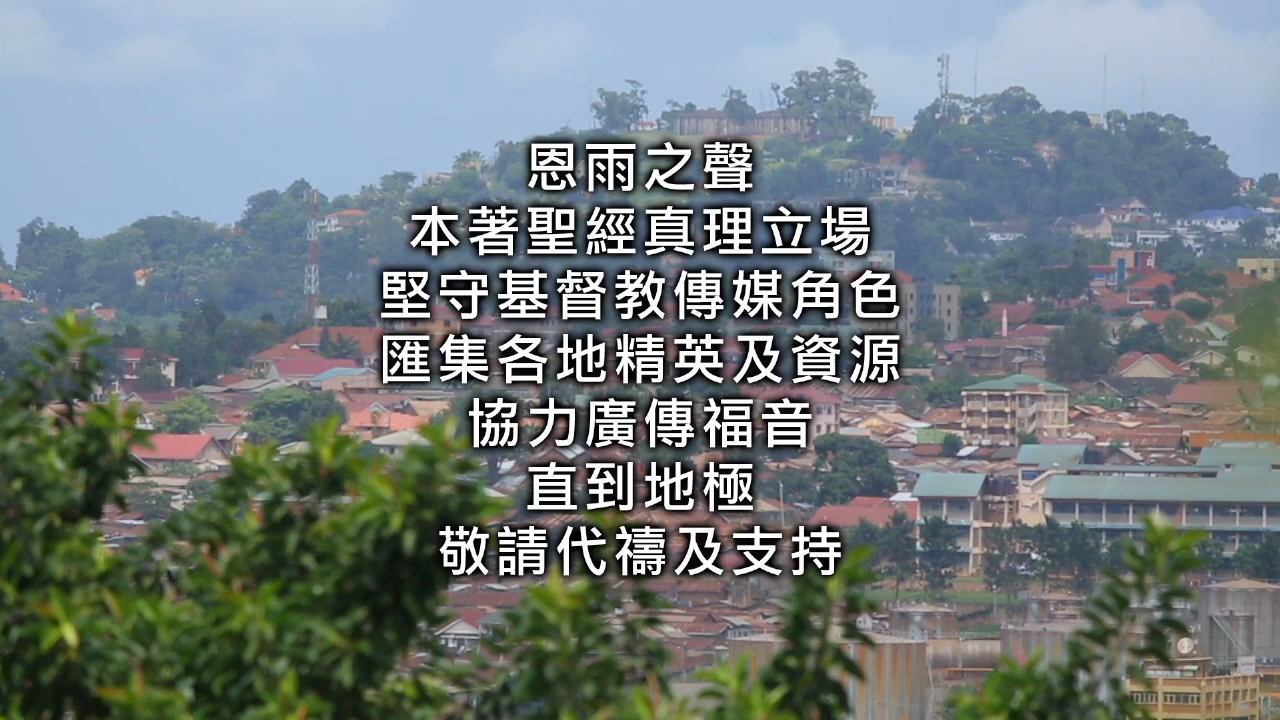 恩雨之聲
本著聖經真理立場
堅守基督教傳媒角色
匯集各地精英及資源
協力廣傳福音
直到地極
敬請代禱及支持